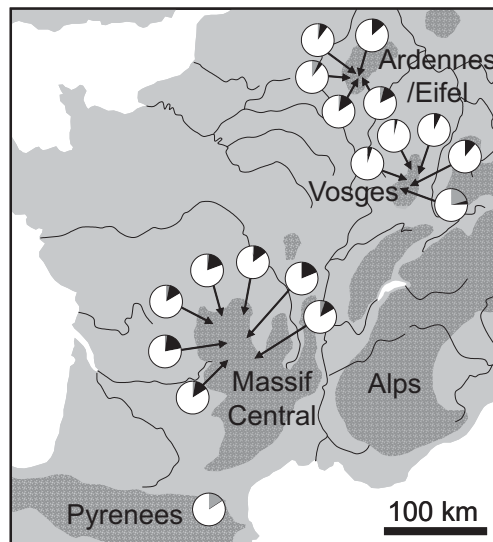 Ardennes
/Eifel
Vosges
Massif
Central
Alps
Pyrenees
100 km